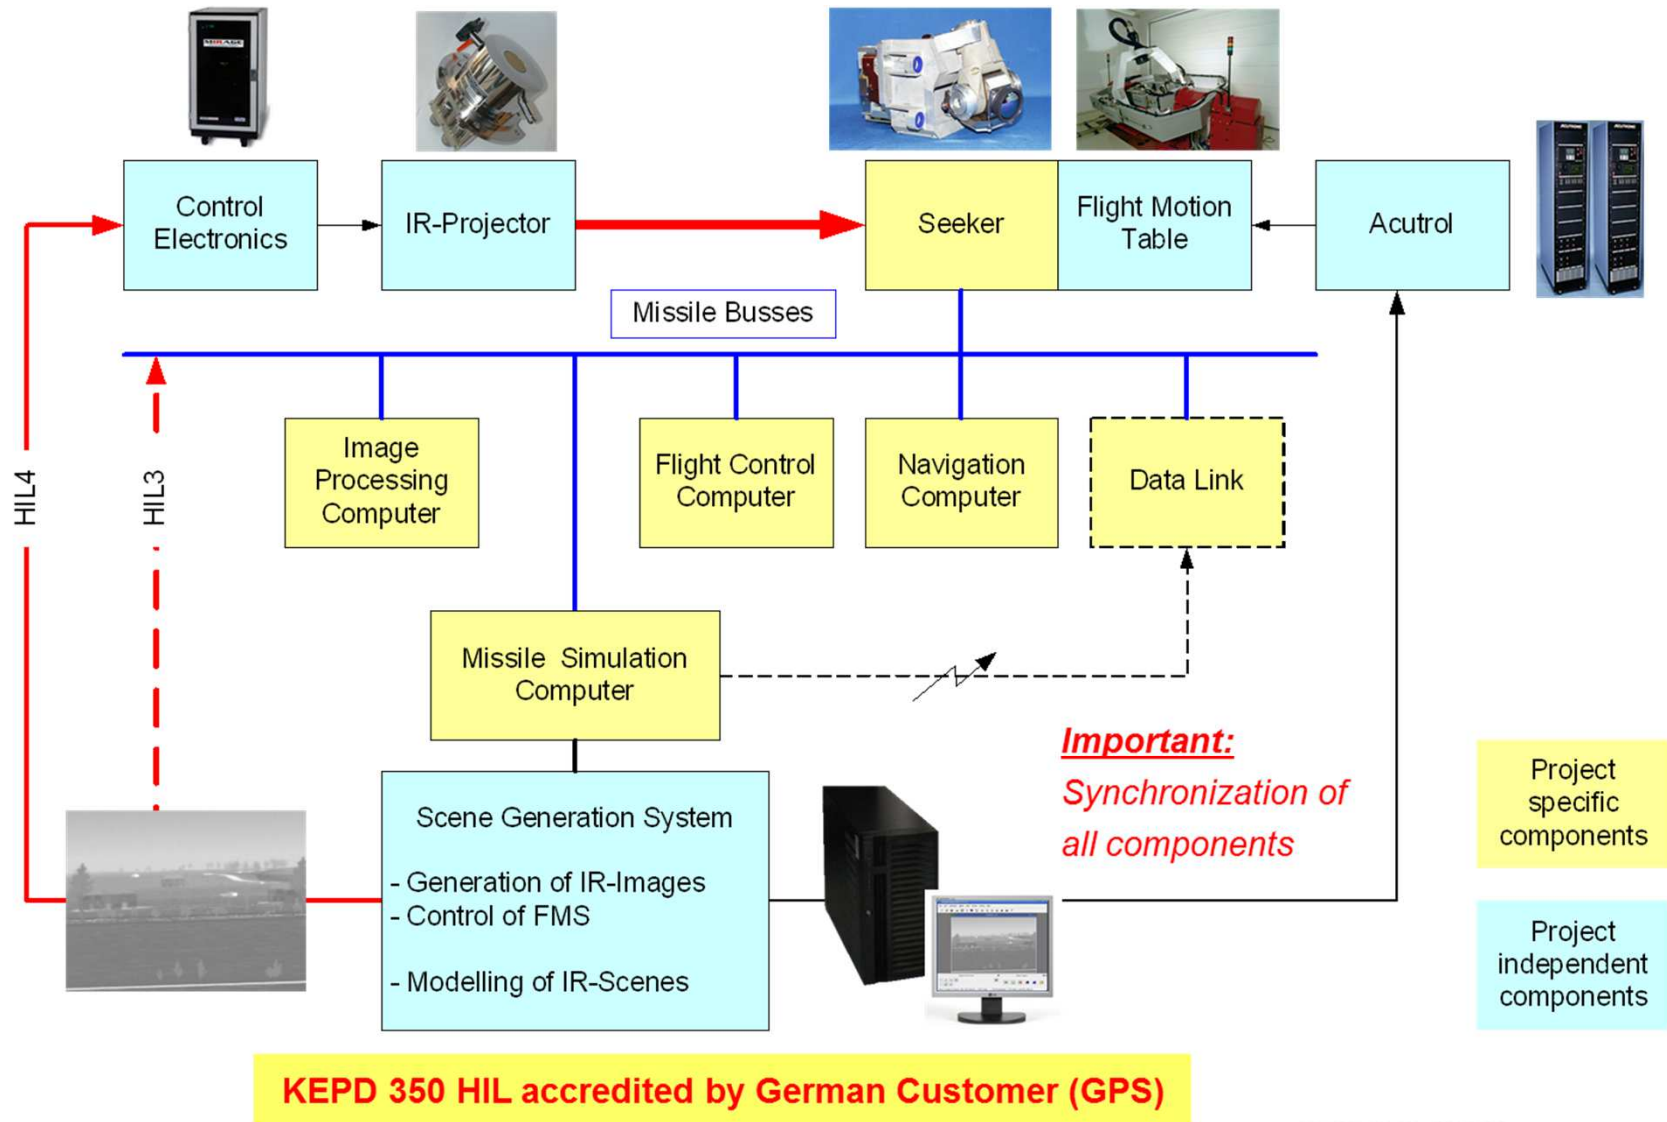 MIRAGE
ACUTRONIC
ACUTRONIC
Control
Electronics
IR-Projector
Seeker
Flight Motion
Table
Acutrol
Missile Busses
HIL4
HIL3
Image
Processing
Computer
Flight Control
Computer
Navigation
Computer
Data Link
Missile Simulation
Computer
Important:
Synchronization of
all components
Scene Generation System
- Generation of IR-Images
- Control of FMS
- Modelling of IR-Scenes
Project
specific
components
Project
independent
components
KEPD 350 HIL accredited by German Customer (GPS)